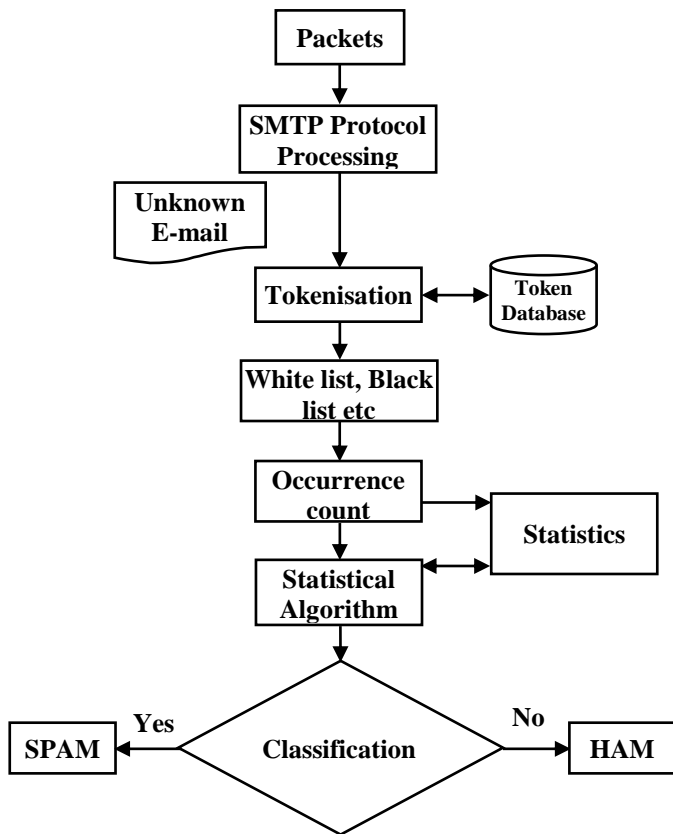 Packets
SMTP Protocol
Processing
Unknown
E-mail
Tokenisation
Token
Database
White list, Black
list etc
Occurrence
count
Statistics
Statistical
Algorithm
Yes
No
SPAM
Classification
HAM